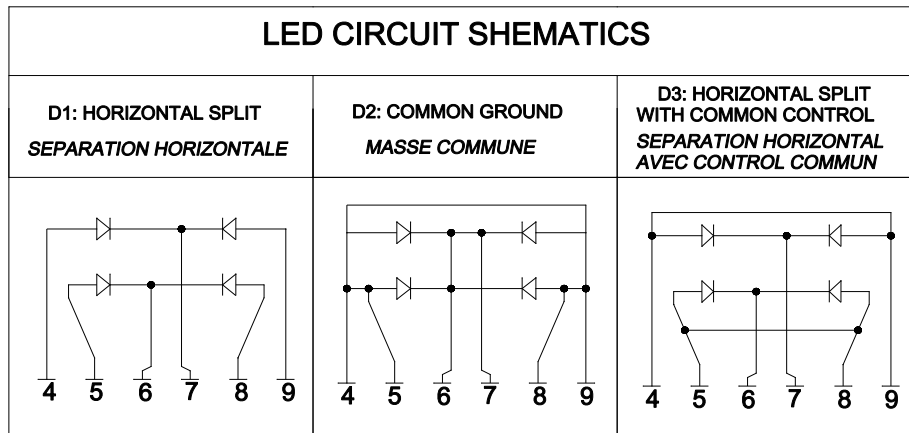 LED CIRCUIT SHEMATICS
D1: HORIZONTAL SPLIT
SEPARATION HORIZONTALE
D2: COMMON GROUND
MASSE COMMUNE
D3: HORIZONTAL SPLIT
WITH COMMON CONTROL
SEPARATION HORIZONTAL
AVEC CONTROL COMMUN
4 5 6 7 8 9
4 5 6 7 8 9
4 5 6 7 8 9